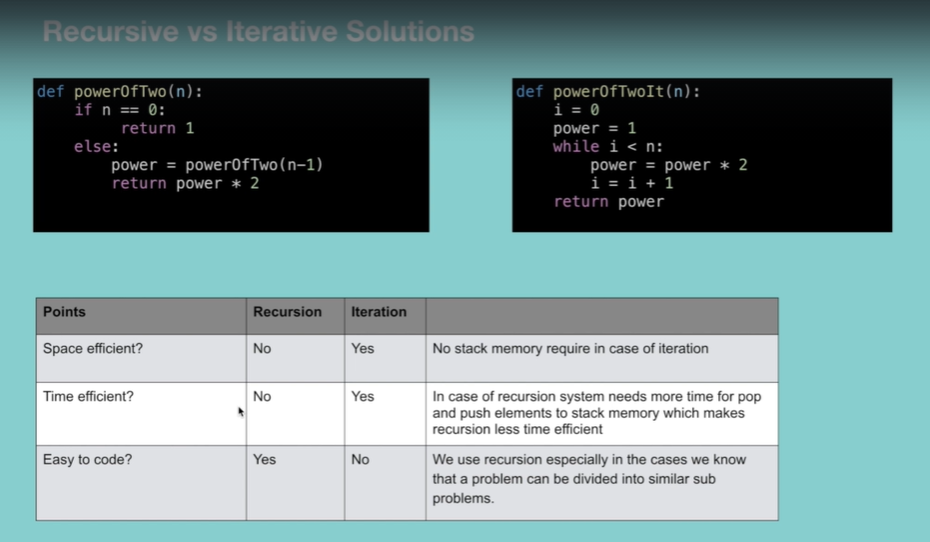 Recursive vs Iterative Solutions
def powerOfTwo(n):
    if n == 0:
        return 1
    else:
        power = powerOfTwo(n-1)
        return power * 2
def powerOfTwoIt(n):
    i = 0
    power = 1
    while i < n:
        power = power * 2
        i = i + 1
    return power
Points Recursion Iteration
Space efficient? No Yes No stack memory require in case of iteration
Time efficient? No Yes In case of recursion system needs more time for pop
and push elements to stack memory which makes
recursion less time efficient
Easy to code? Yes No We use recursion especially in the cases we know
that a problem can be divided into similar sub
problems.